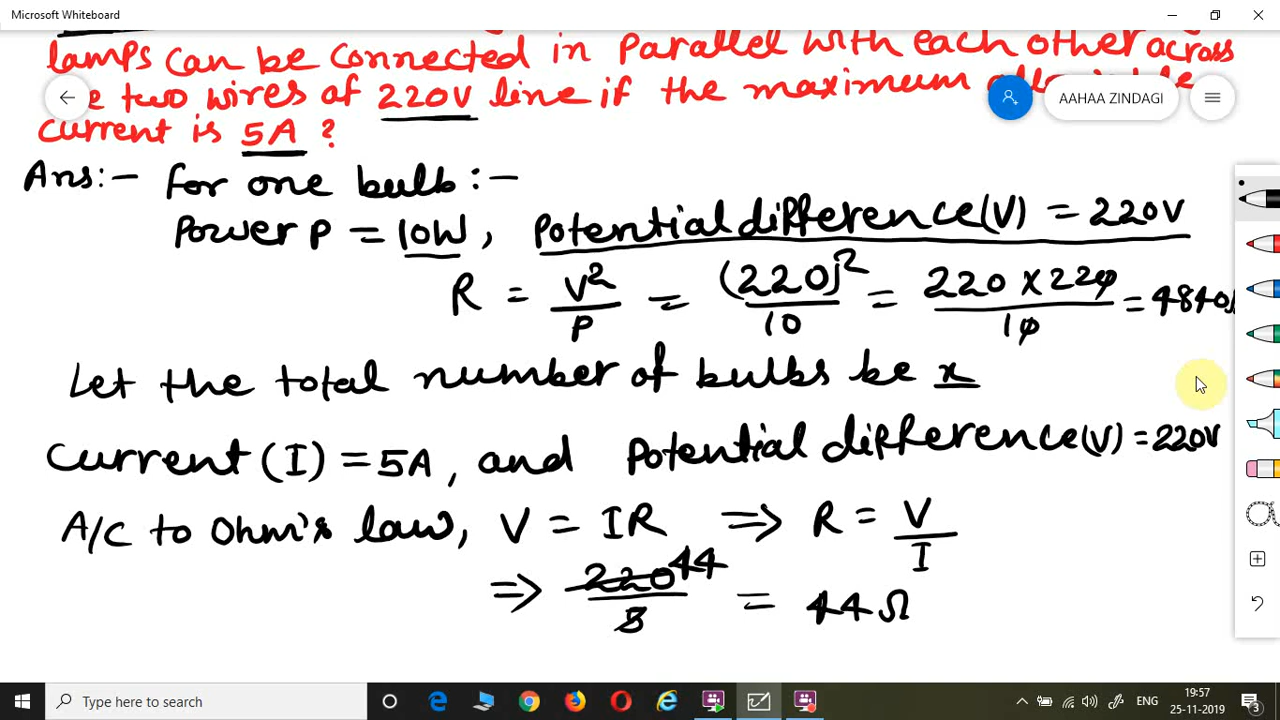 Microsoft Whiteboard
lamps can be connected in parallel with each other across
two wires of 220V line if the maximum
AAHAA ZINDAGI
current is 5A ?
Ans:- for one bulb:-
Power P = 10W, Potential difference(V) = 220V
R = V²/P = (220)²/10 = 220 x 220/10 = 4840
Let the total number of bulbs be x
Current (I) = 5A, and Potential difference(V) = 220V
A/C to Ohm's law, V = IR ⇒ R = V/I
⇒ 220/5 44 = 44 Ω
Type here to search
ENG
19:57
25-11-2019
3